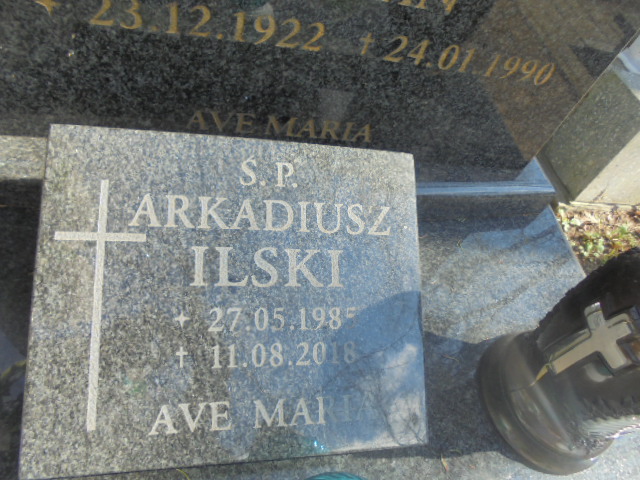 23.12.1922 † 24.01.1990
AVE MARIA
Ś. P.
ARKADIUSZ
ILSKI
✦ 27.05.1985
† 11.08.2018
AVE MARIA